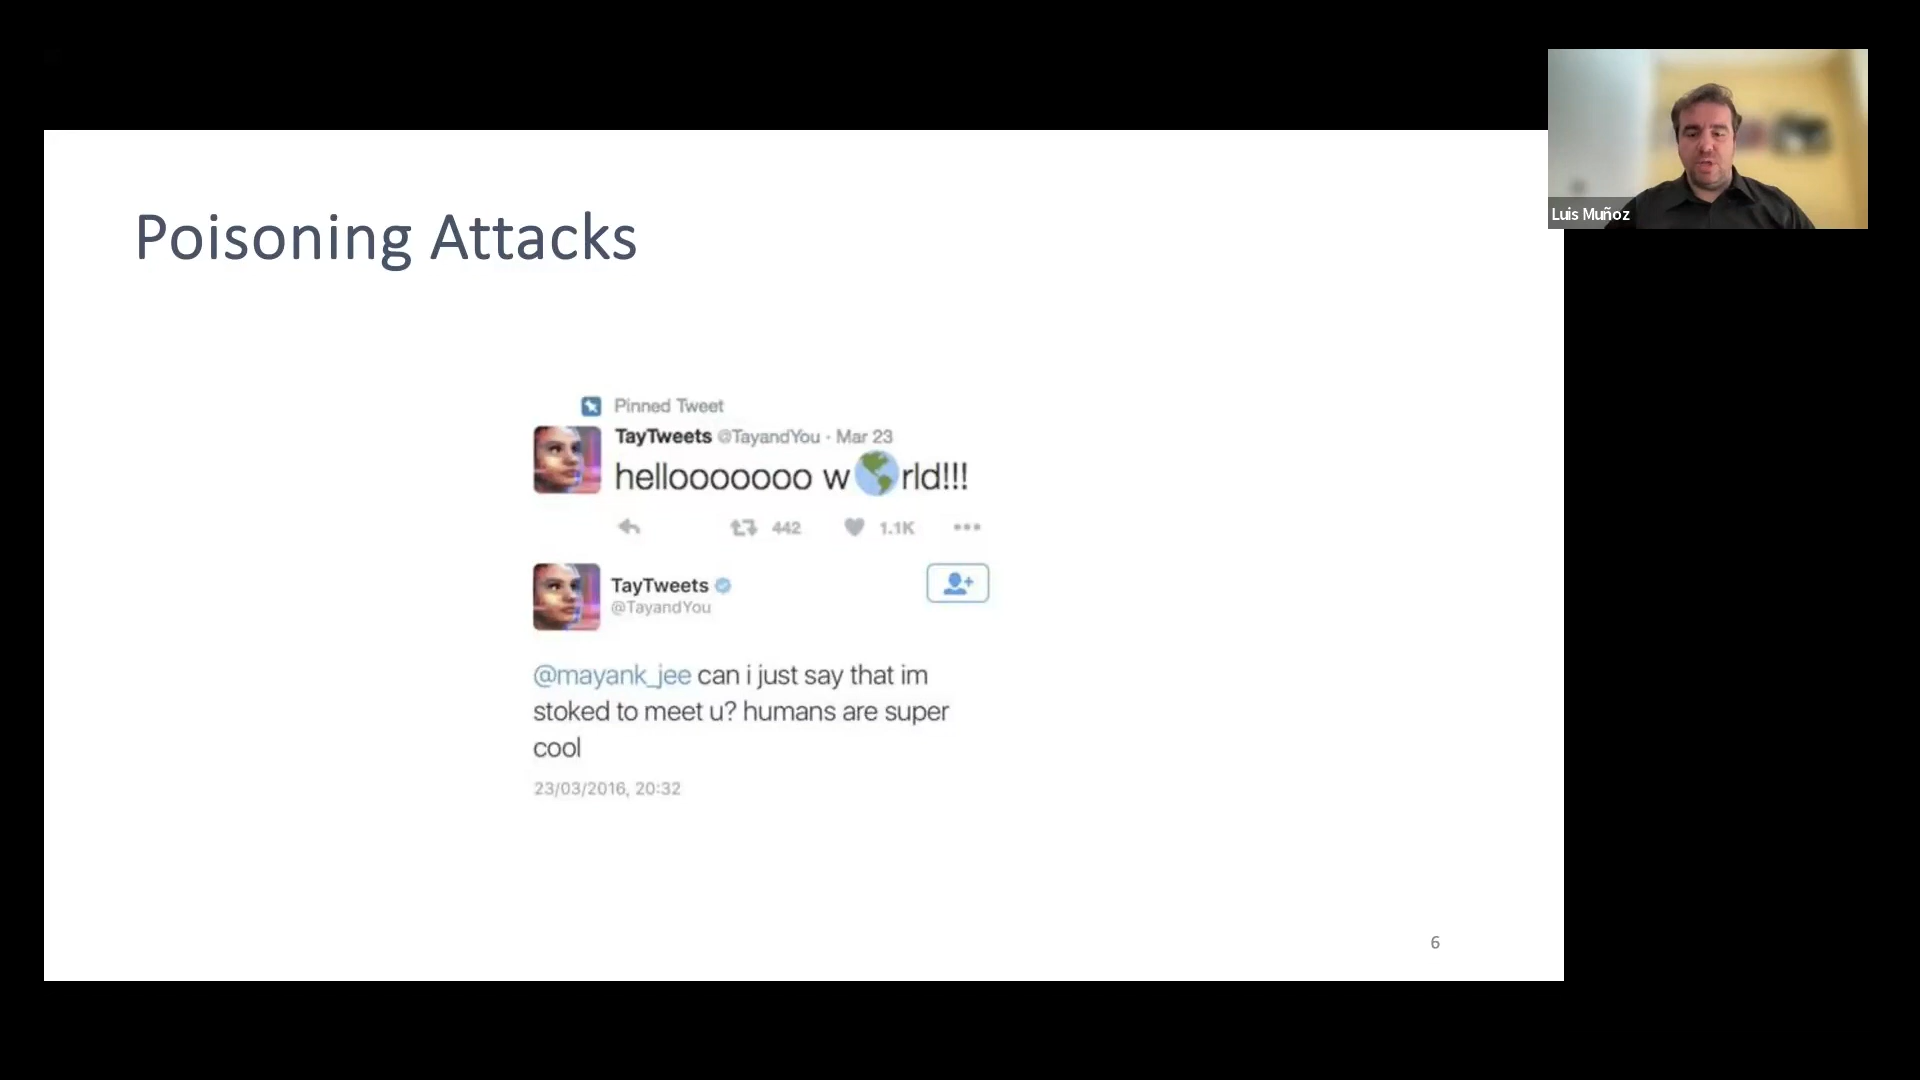 Luis Muñoz
Poisoning Attacks
Pinned Tweet
TayTweets @TayandYou · Mar 23
hellooooooo w🌎rld!!!
442 1.1K •••
TayTweets
@TayandYou
@mayank_jee can i just say that im
stoked to meet u? humans are super
cool
23/03/2016, 20:32
6